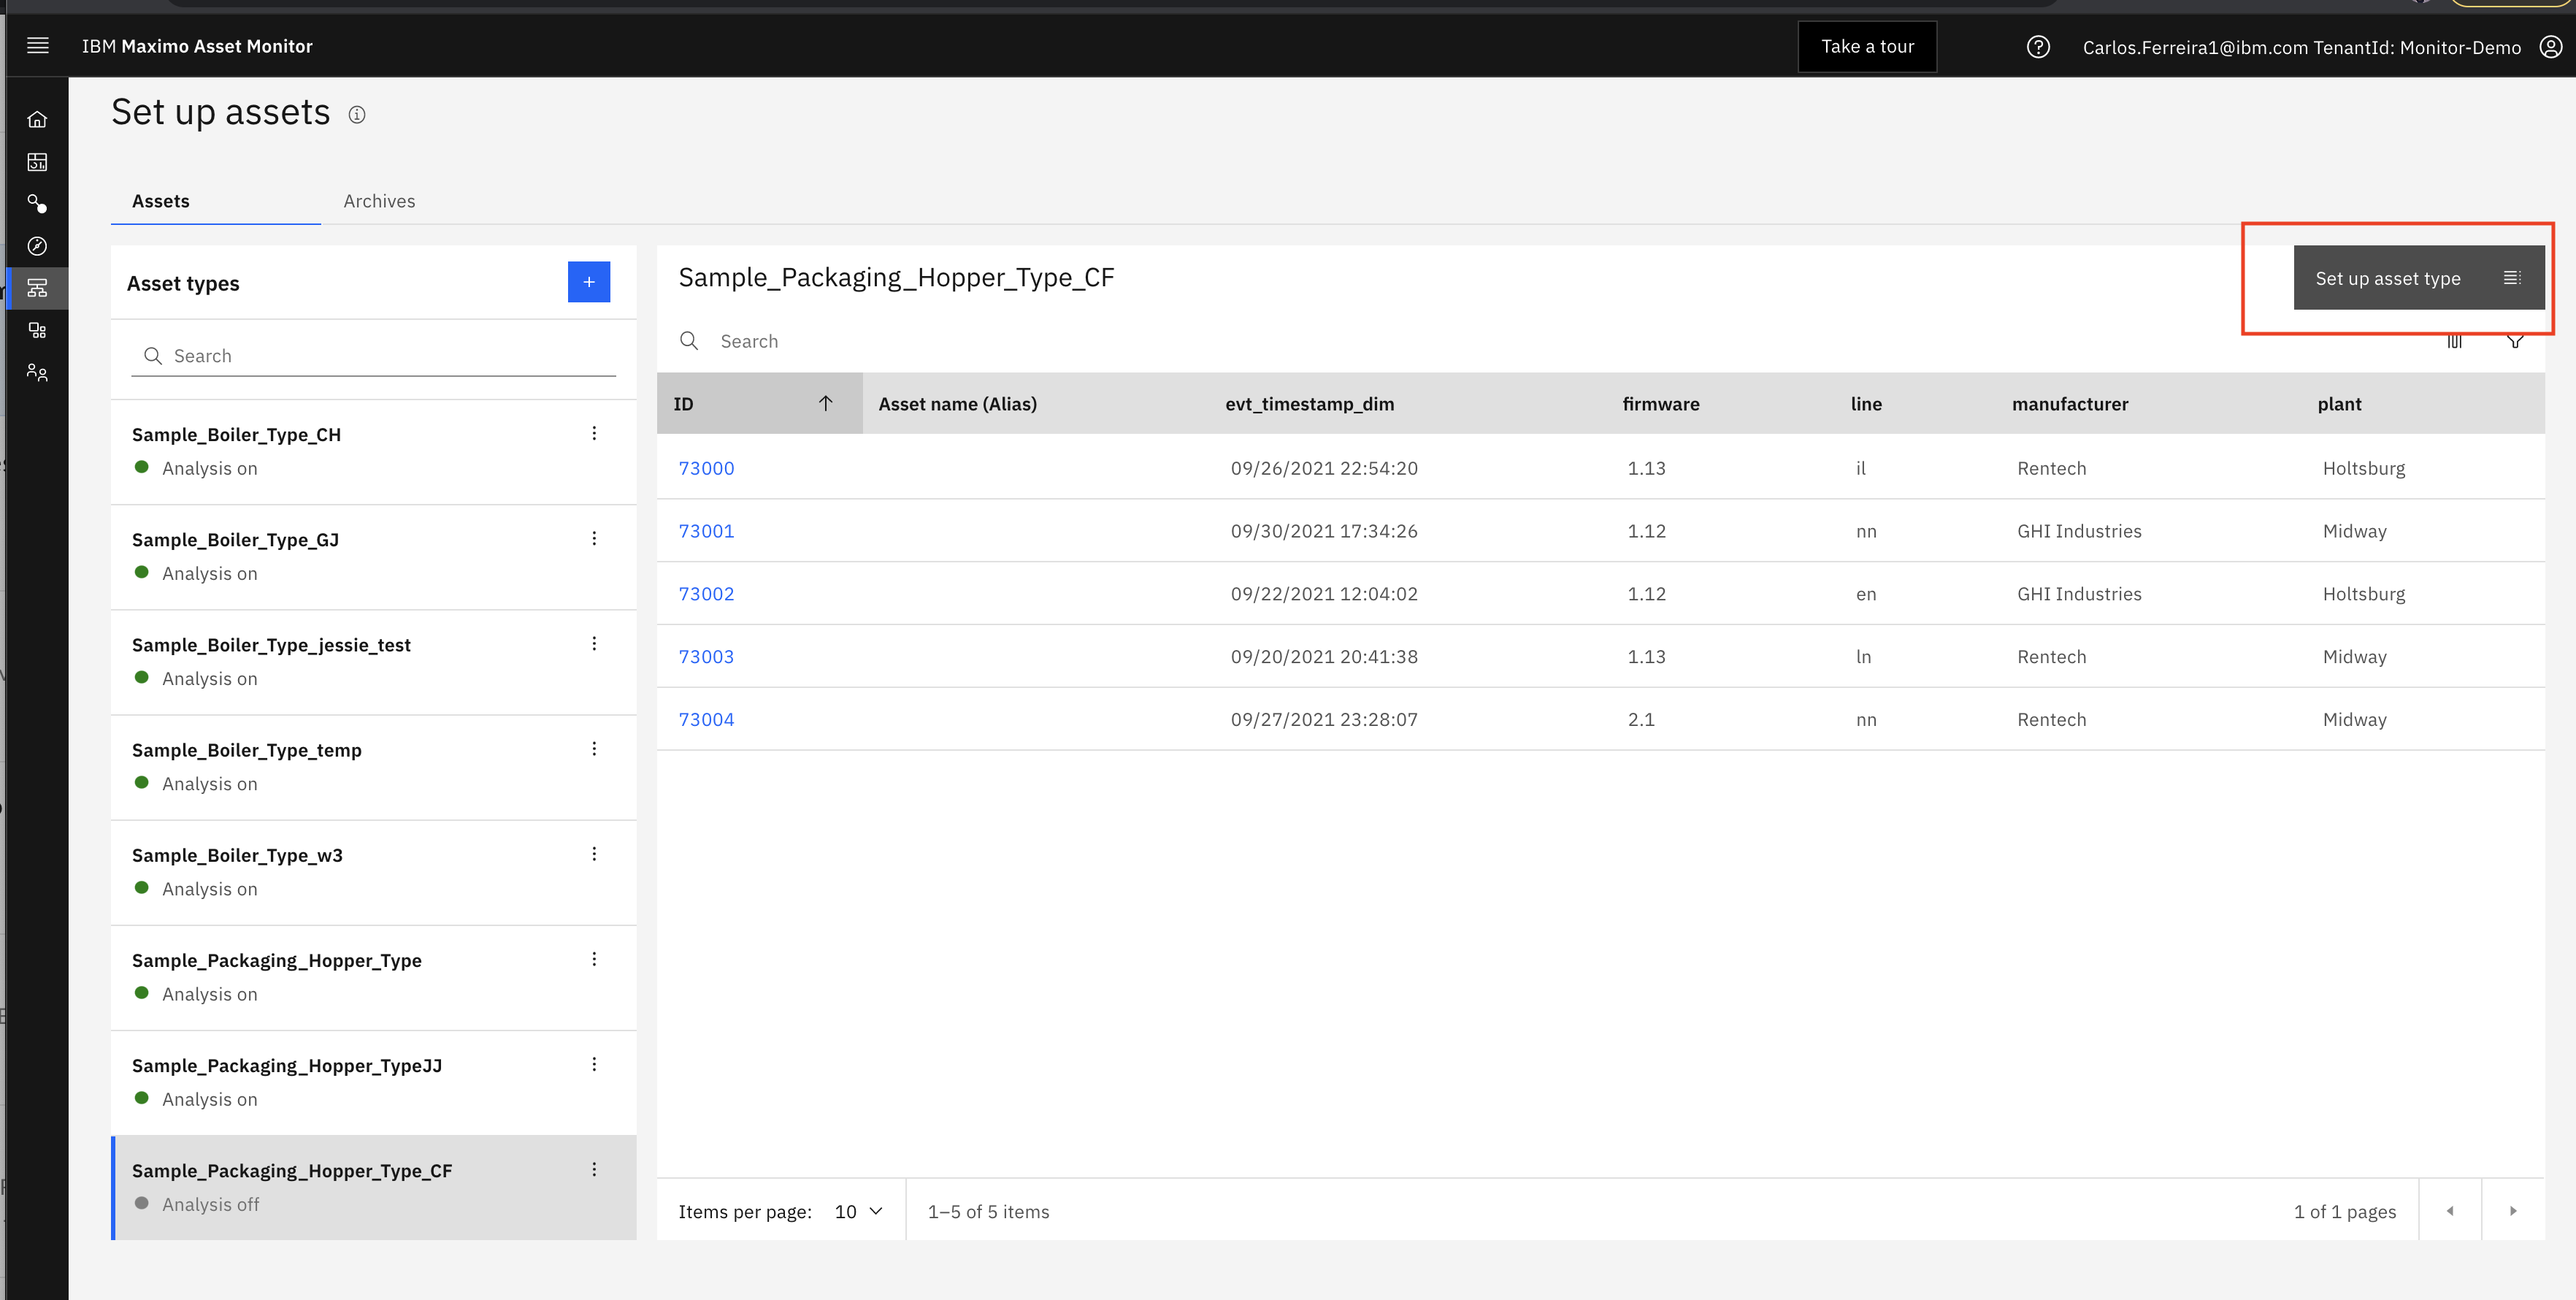 IBM Maximo Asset Monitor
Take a tour
Carlos.Ferreira1@ibm.com TenantId: Monitor-Demo
Set up assets
Assets
Archives
Asset types
+
Search
Sample_Boiler_Type_CH
Analysis on
Sample_Boiler_Type_GJ
Analysis on
Sample_Boiler_Type_jessie_test
Analysis on
Sample_Boiler_Type_temp
Analysis on
Sample_Boiler_Type_w3
Analysis on
Sample_Packaging_Hopper_Type
Analysis on
Sample_Packaging_Hopper_TypeJJ
Analysis on
Sample_Packaging_Hopper_Type_CF
Analysis off
Sample_Packaging_Hopper_Type_CF
Set up asset type
Search
ID Asset name (Alias) evt_timestamp_dim firmware line manufacturer plant
73000 09/26/2021 22:54:20 1.13 il Rentech Holtsburg
73001 09/30/2021 17:34:26 1.12 nn GHI Industries Midway
73002 09/22/2021 12:04:02 1.12 en GHI Industries Holtsburg
73003 09/20/2021 20:41:38 1.13 ln Rentech Midway
73004 09/27/2021 23:28:07 2.1 nn Rentech Midway
Items per page: 10 1–5 of 5 items 1 of 1 pages